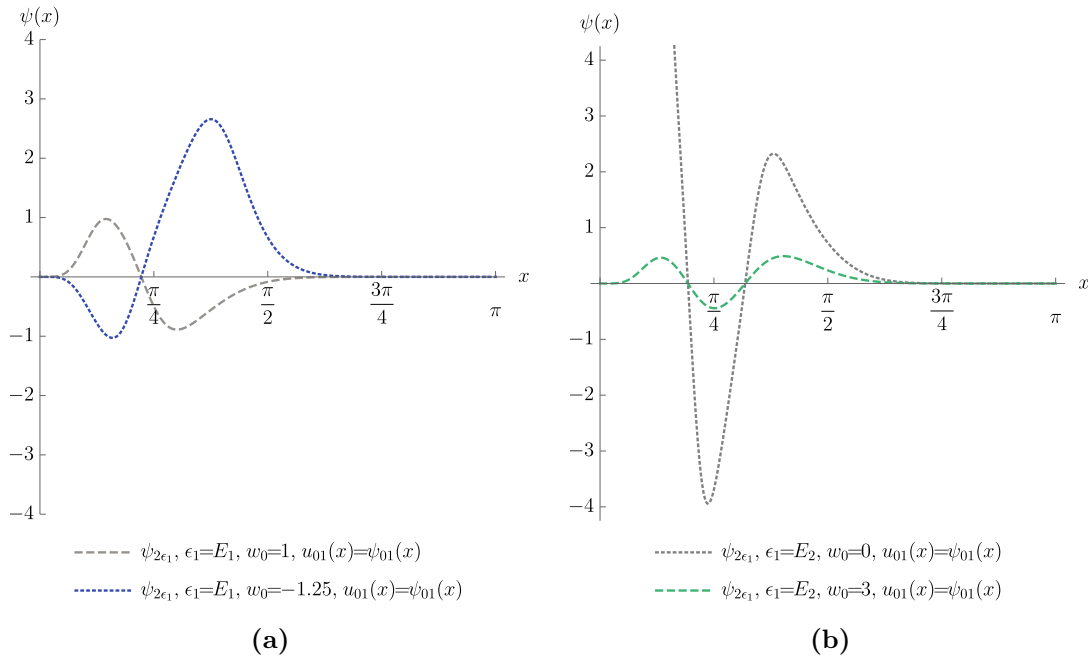 ψ(x)
4
3
2
1
−1
−2
−3
−4
π/4
π/2
3π/4
π
x
ψ₂ϵ₁, ϵ₁=E₁, w₀=1, u₀₁(x)=ψ₀₁(x)
ψ₂ϵ₁, ϵ₁=E₁, w₀=−1.25, u₀₁(x)=ψ₀₁(x)
(a)
ψ(x)
4
3
2
1
−1
−2
−3
−4
π/4
π/2
3π/4
π
x
ψ₂ϵ₁, ϵ₁=E₂, w₀=0, u₀₁(x)=ψ₀₁(x)
ψ₂ϵ₁, ϵ₁=E₂, w₀=3, u₀₁(x)=ψ₀₁(x)
(b)